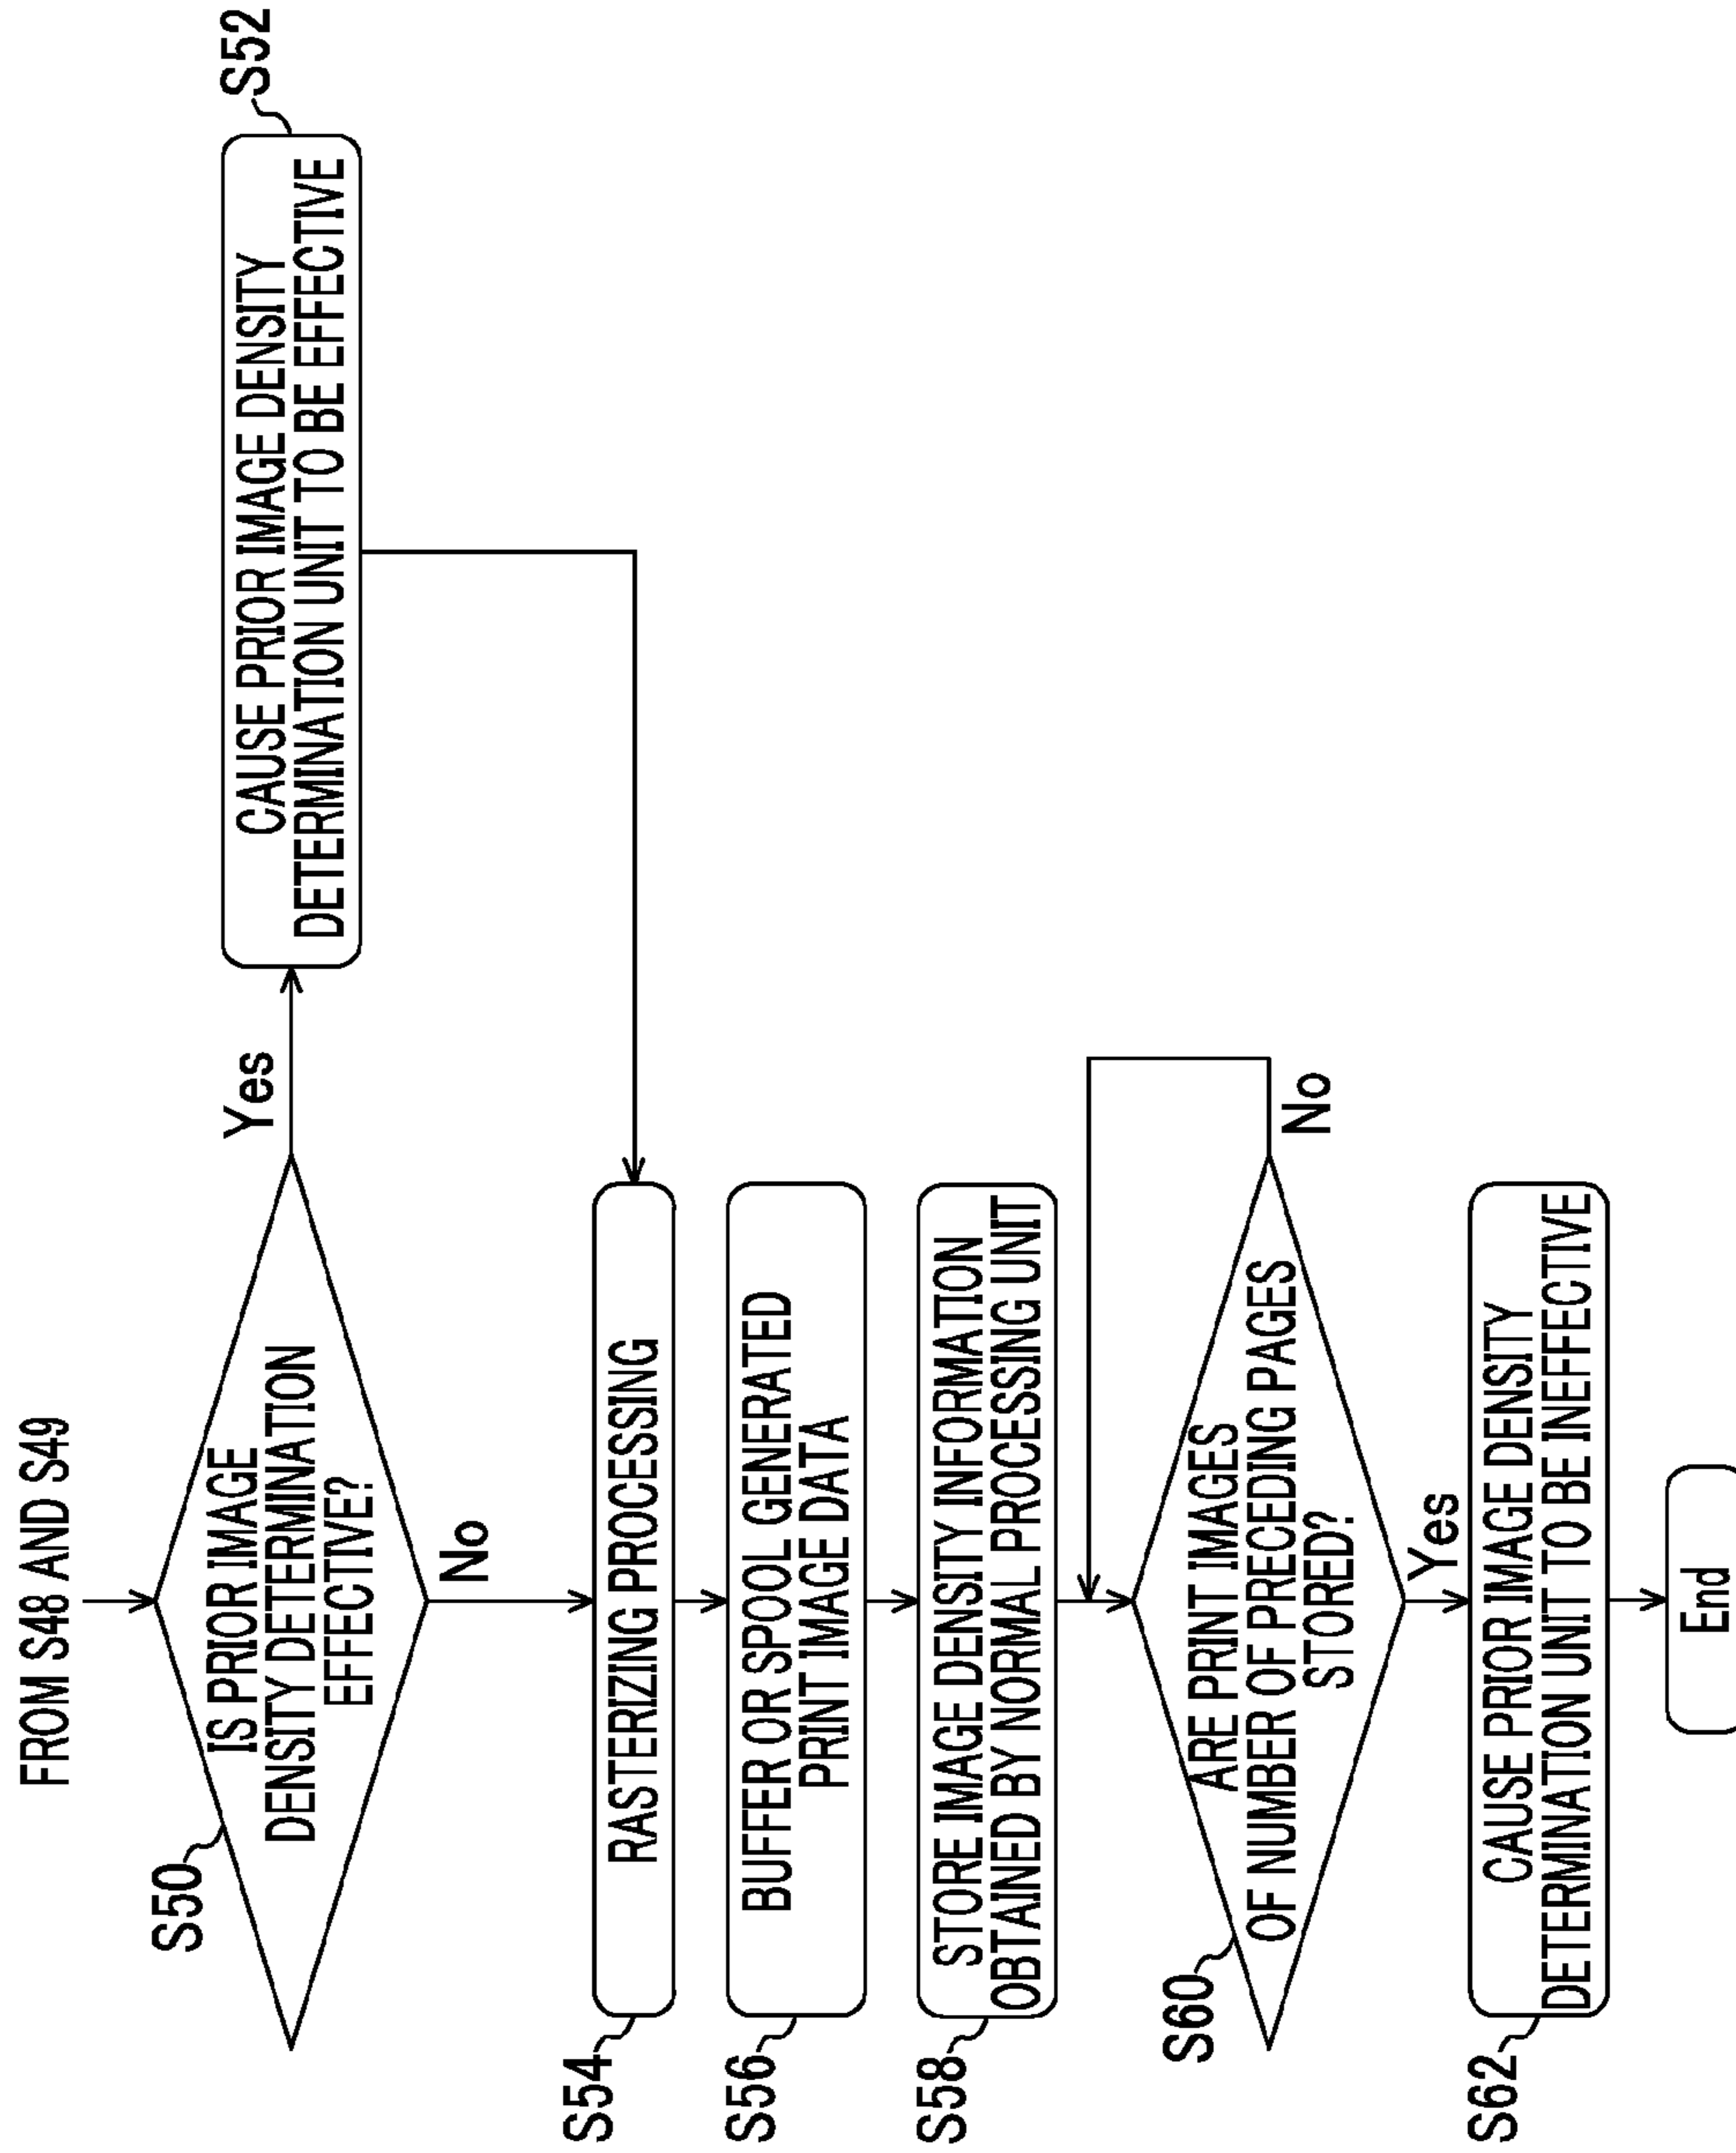 FROM S48 AND S49
S50
IS PRIOR IMAGE
DENSITY DETERMINATION
EFFECTIVE?
Yes
No
S52
CAUSE PRIOR IMAGE DENSITY
DETERMINATION UNIT TO BE EFFECTIVE
S54
RASTERIZING PROCESSING
S56
BUFFER OR SPOOL GENERATED
PRINT IMAGE DATA
S58
STORE IMAGE DENSITY INFORMATION
OBTAINED BY NORMAL PROCESSING UNIT
S60
ARE PRINT IMAGES
OF NUMBER OF PRECEDING PAGES
STORED?
No
Yes
S62
CAUSE PRIOR IMAGE DENSITY
DETERMINATION UNIT TO BE INEFFECTIVE
End